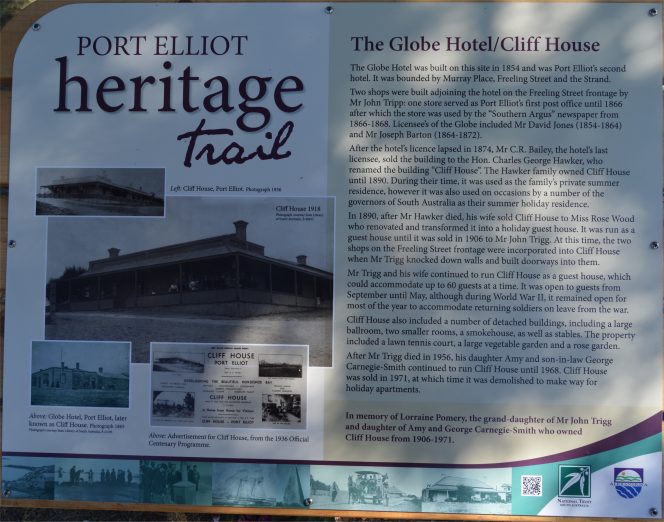 PORT ELLIOT
heritage
trail
Left: Cliff House, Port Elliot. Photograph 1936
Cliff House 1918
Above: Globe Hotel, Port Elliot, later
known as Cliff House. Photograph 1865
CLIFF HOUSE
PORT ELLIOT
OVERLOOKING THE BEAUTIFUL HORSESHOE BAY
CLIFF HOUSE - PORT ELLIOT
Above: Advertisement for Cliff House, from the 1936 Official
Centenary Programme.
The Globe Hotel/Cliff House
The Globe Hotel was built on this site in 1854 and was Port Elliot's second
hotel. It was bounded by Murray Place, Freeling Street and the Strand.
Two shops were built adjoining the hotel on the Freeling Street frontage by
Mr John Tripp: one store served as Port Elliot's first post office until 1866
after which the store was used by the "Southern Argus" newspaper from
1866-1868. Licensee's of the Globe included Mr David Jones (1854-1864)
and Mr Joseph Barton (1864-1872).
After the hotel's licence lapsed in 1874, Mr C.R. Bailey, the hotel's last
licensee, sold the building to the Hon. Charles George Hawker, who
renamed the building "Cliff House". The Hawker family owned Cliff House
until 1890. During their time, it was used as the family's private summer
residence, however it was also used on occasions by a number of the
governors of South Australia as their summer holiday residence.
In 1890, after Mr Hawker died, his wife sold Cliff House to Miss Rose Wood
who renovated and transformed it into a holiday guest house. It was run as a
guest house until it was sold in 1906 to Mr John Trigg. At this time, the two
shops on the Freeling Street frontage were incorporated into Cliff House
when Mr Trigg knocked down walls and built doorways into them.
Mr Trigg and his wife continued to run Cliff House as a guest house, which
could accommodate up to 60 guests at a time. It was open to guests from
September until May, although during World War II, it remained open for
most of the year to accommodate returning soldiers on leave from the war.
Cliff House also included a number of detached buildings, including a large
ballroom, two smaller rooms, a smokehouse, as well as stables. The property
included a lawn tennis court, a large vegetable garden and a rose garden.
After Mr Trigg died in 1956, his daughter Amy and son-in-law George
Carnegie-Smith continued to run Cliff House until 1968. Cliff House
was sold in 1971, at which time it was demolished to make way for
holiday apartments.
In memory of Lorraine Pomery, the grand-daughter of Mr John Trigg
and daughter of Amy and George Carnegie-Smith who owned
Cliff House from 1906-1971.
NATIONAL TRUST
SOUTH AUSTRALIA
ALEXANDRINA